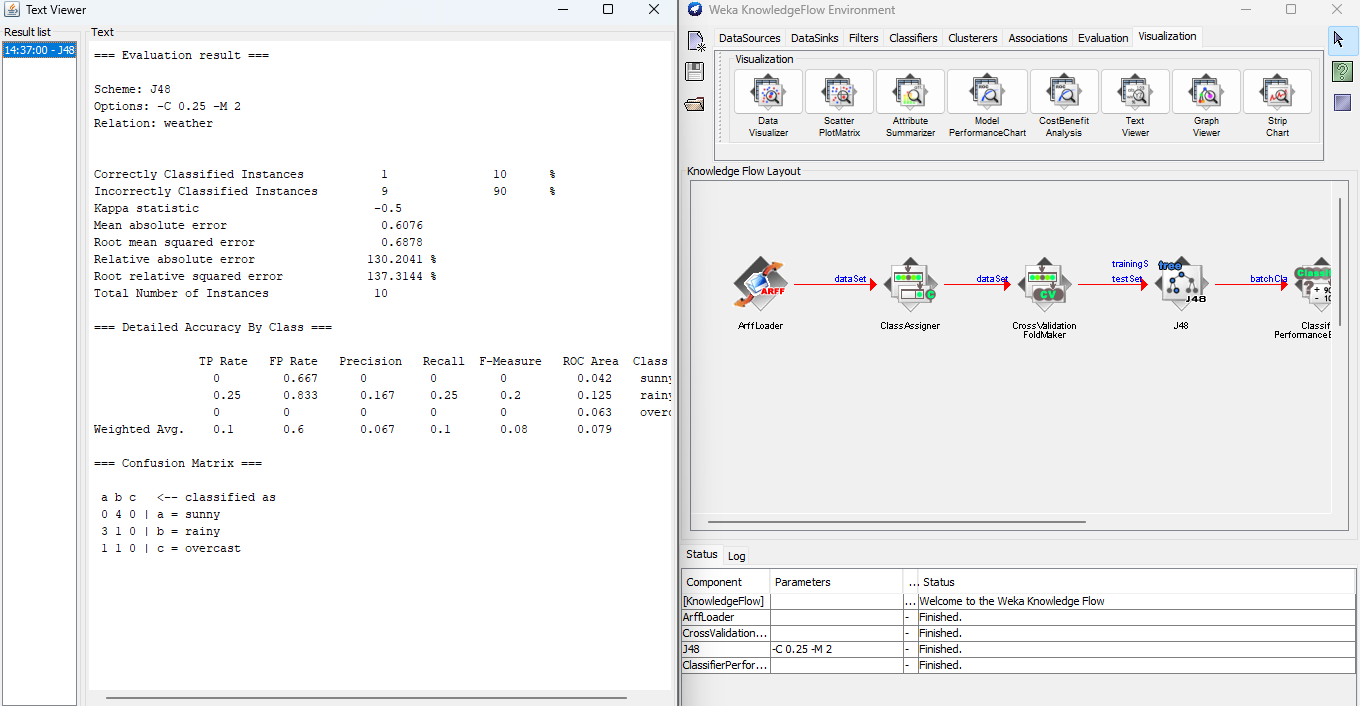 Text Viewer
Result list
14:37:00 - J48
Text
=== Evaluation result ===
Scheme: J48
Options: -C 0.25 -M 2
Relation: weather
Correctly Classified Instances 1 10 %
Incorrectly Classified Instances 9 90 %
Kappa statistic -0.5
Mean absolute error 0.6076
Root mean squared error 0.6878
Relative absolute error 130.2041 %
Root relative squared error 137.3144 %
Total Number of Instances 10
=== Detailed Accuracy By Class ===
TP Rate FP Rate Precision Recall F-Measure ROC Area Class
0 0.667 0 0 0 0.042 sunny
0.25 0.833 0.167 0.25 0.2 0.125 rainy
0 0 0 0 0 0.063 overc
Weighted Avg. 0.1 0.6 0.067 0.1 0.08 0.079
=== Confusion Matrix ===
a b c <-- classified as
0 4 0 | a = sunny
3 1 0 | b = rainy
1 1 0 | c = overcast
Weka KnowledgeFlow Environment
DataSources DataSinks Filters Classifiers Clusterers Associations Evaluation Visualization
Visualization
Data Visualizer
Scatter PlotMatrix
Attribute Summarizer
Model PerformanceChart
CostBenefit Analysis
Text Viewer
Graph Viewer
Strip Chart
Knowledge Flow Layout
ARFF
ArffLoader
dataSet
C
ClassAssigner
dataSet
CV
CrossValidation
FoldMaker
trainingS
testSet
tree
J48
J48
batchCla
Classif
PerformanceE
Status Log
Component Parameters ... Status
[KnowledgeFlow] ... Welcome to the Weka Knowledge Flow
ArffLoader - Finished.
CrossValidation... - Finished.
J48 -C 0.25 -M 2 - Finished.
ClassifierPerfor... - Finished.